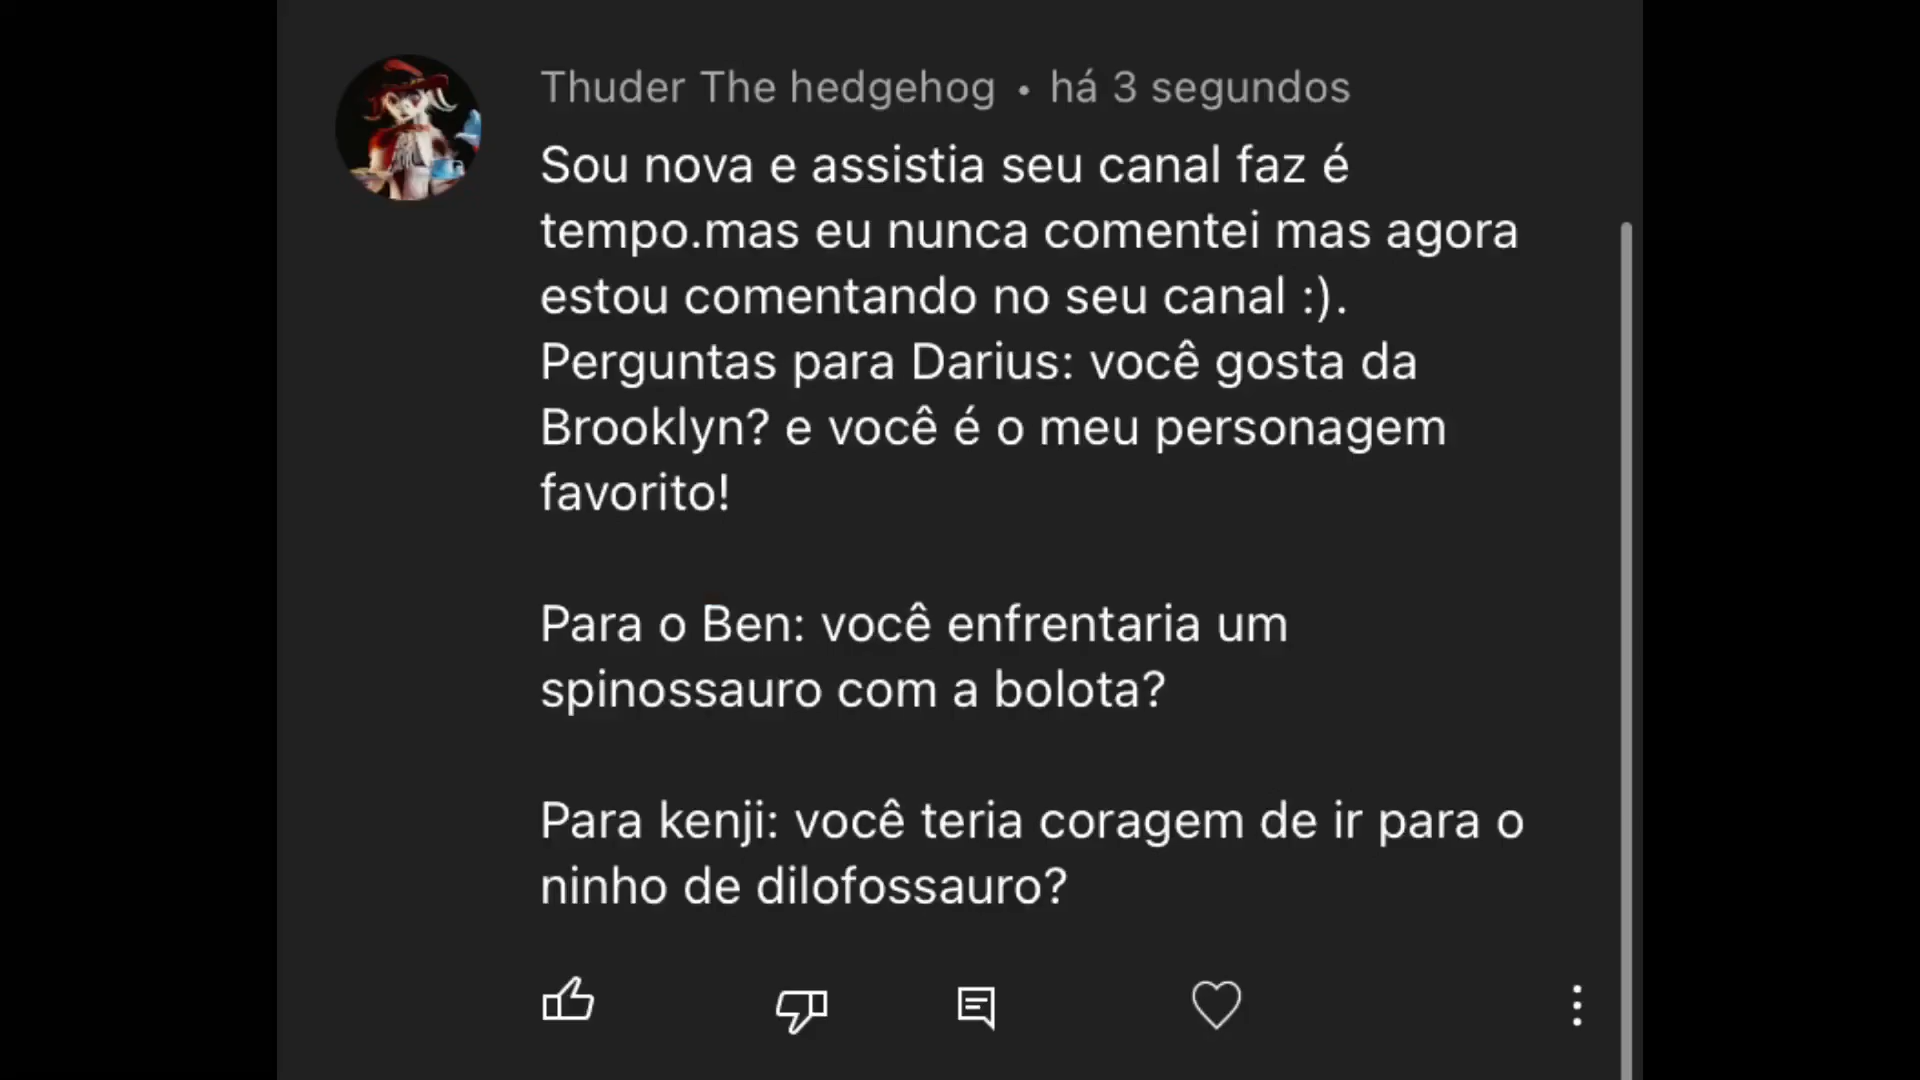 Thuder The hedgehog • há 3 segundos
Sou nova e assistia seu canal faz é
tempo.mas eu nunca comentei mas agora
estou comentando no seu canal :).
Perguntas para Darius: você gosta da
Brooklyn? e você é o meu personagem
favorito!
Para o Ben: você enfrentaria um
spinossauro com a bolota?
Para kenji: você teria coragem de ir para o
ninho de dilofossauro?